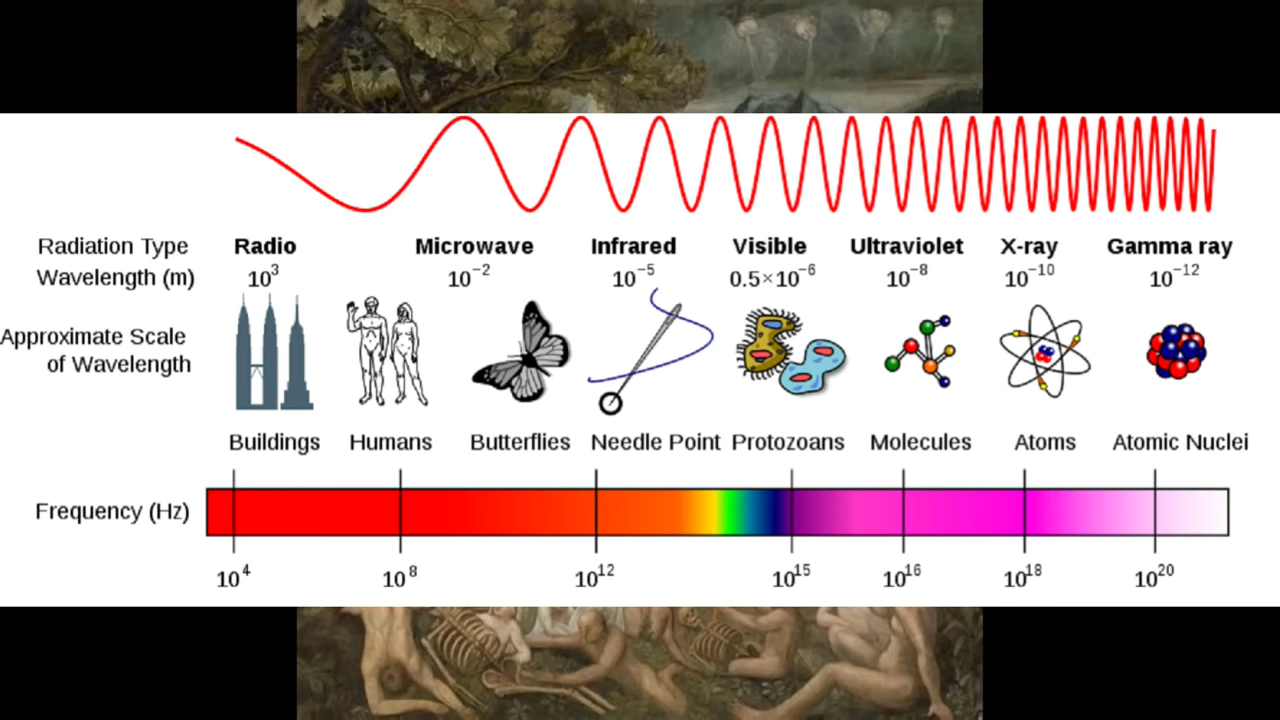 Radiation Type Radio Microwave Infrared Visible Ultraviolet X-ray Gamma ray
Wavelength (m) 10³ 10⁻² 10⁻⁵ 0.5×10⁻⁶ 10⁻⁸ 10⁻¹⁰ 10⁻¹²
Approximate Scale
of Wavelength
Buildings Humans Butterflies Needle Point Protozoans Molecules Atoms Atomic Nuclei
Frequency (Hz)
10⁴ 10⁸ 10¹² 10¹⁵ 10¹⁶ 10¹⁸ 10²⁰